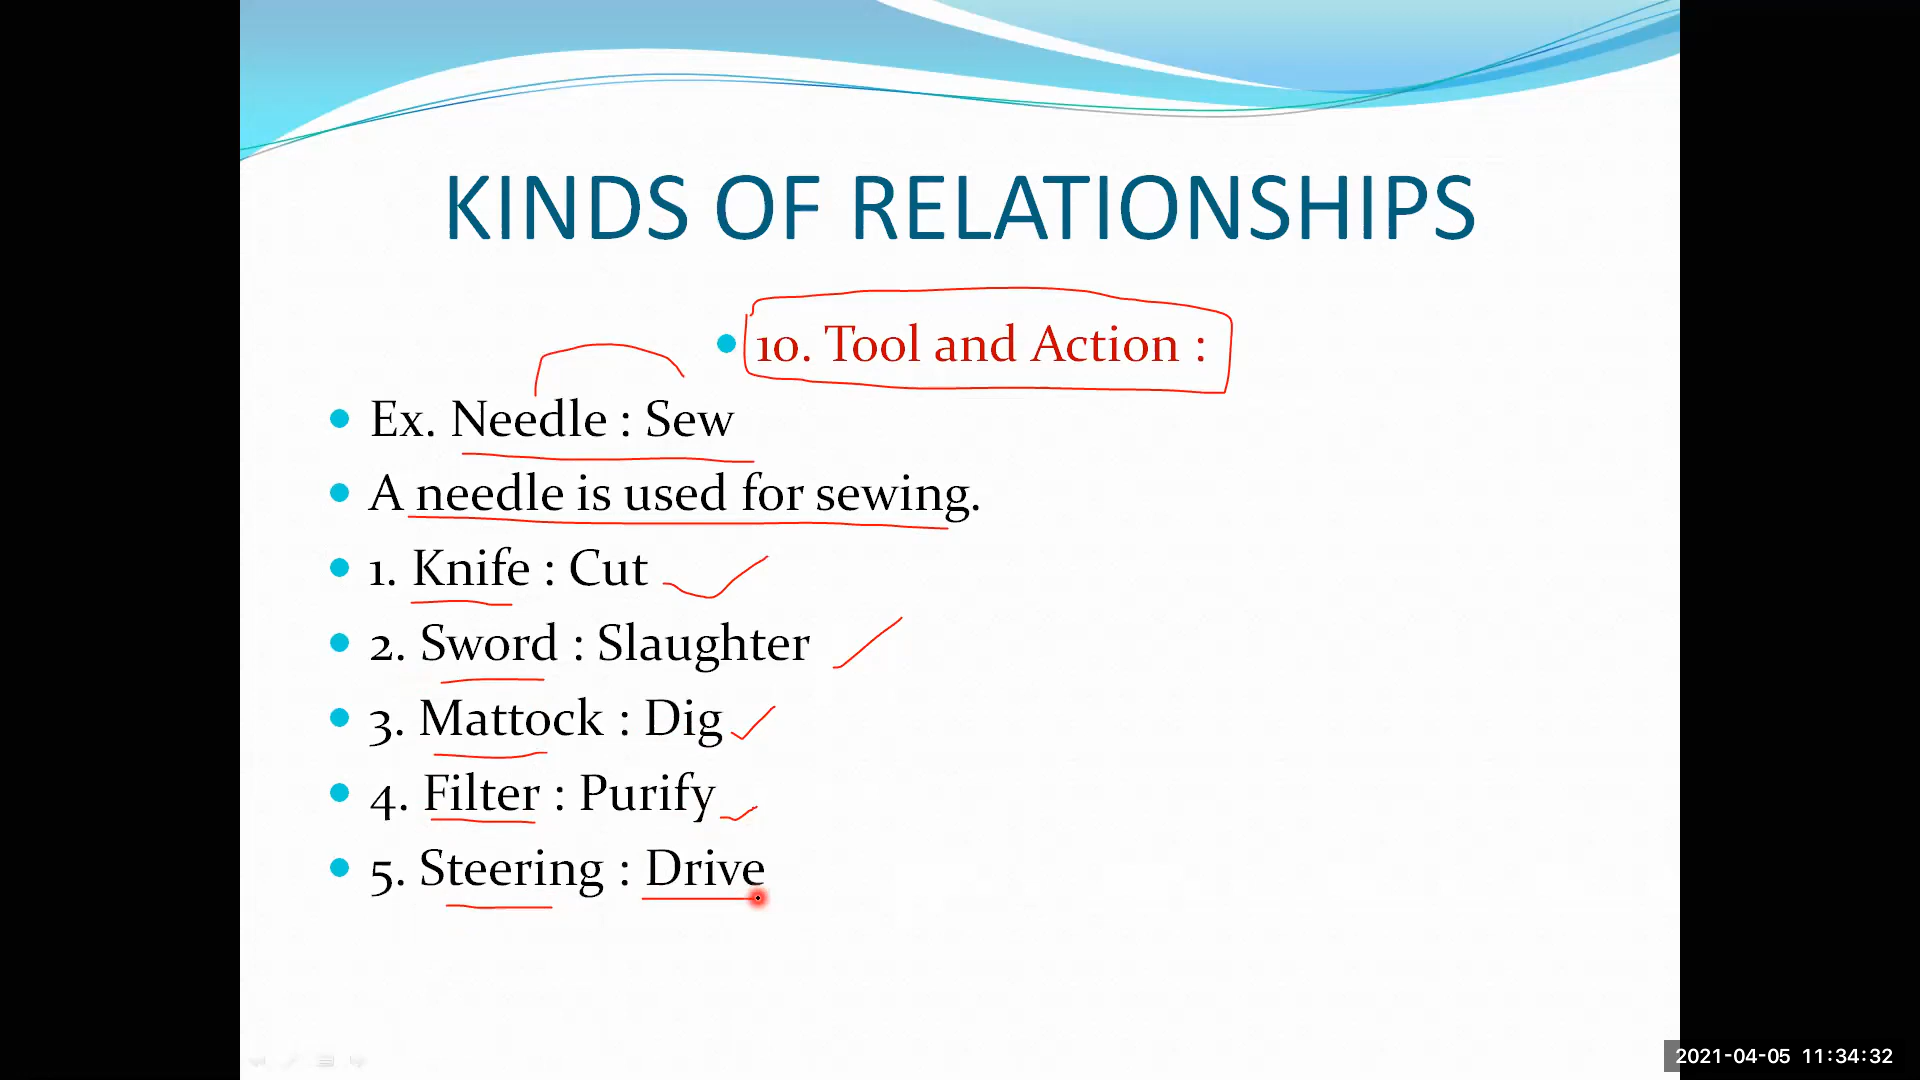 KINDS OF RELATIONSHIPS
10. Tool and Action :
Ex. Needle : Sew
A needle is used for sewing.
1. Knife : Cut
2. Sword : Slaughter
3. Mattock : Dig
4. Filter : Purify
5. Steering : Drive
2021-04-05 11:34:32